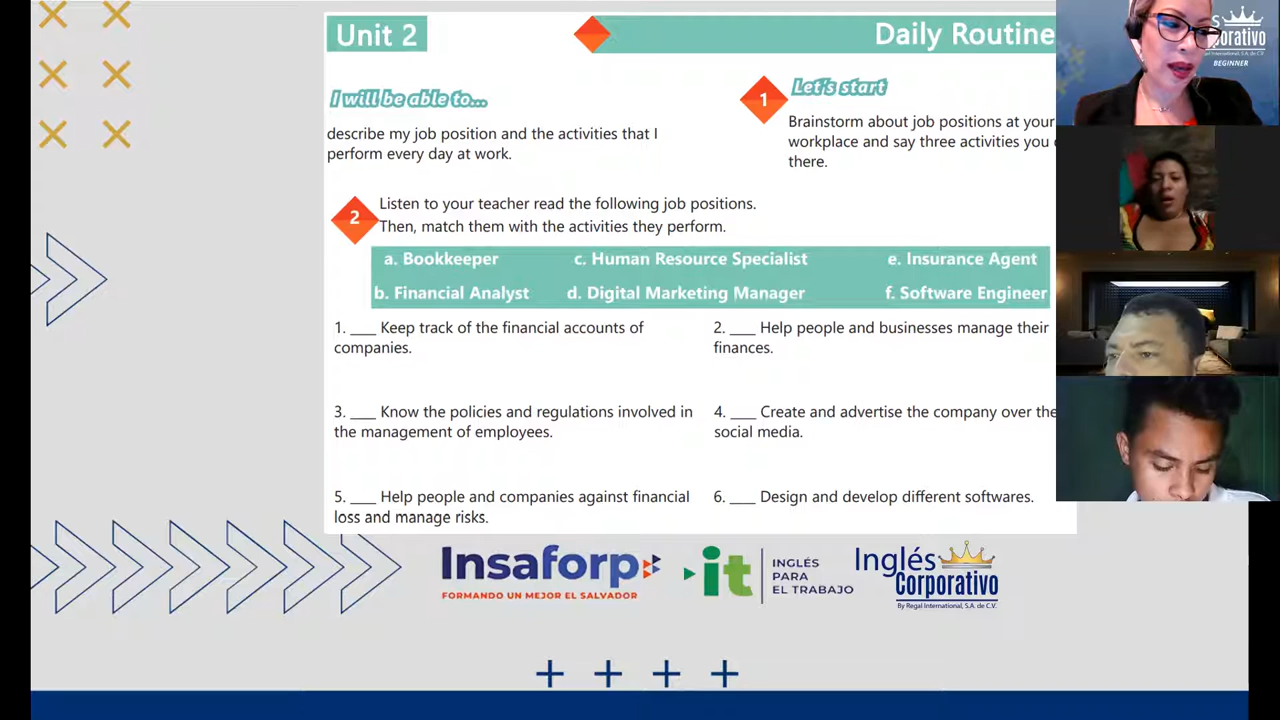 Unit 2
Daily Routine
I will be able to...
describe my job position and the activities that I
perform every day at work.
1
Let's start
Brainstorm about job positions at your
workplace and say three activities you
there.
2
Listen to your teacher read the following job positions.
Then, match them with the activities they perform.
a. Bookkeeper
c. Human Resource Specialist
e. Insurance Agent
b. Financial Analyst
d. Digital Marketing Manager
f. Software Engineer
1. ___ Keep track of the financial accounts of
companies.
2. ___ Help people and businesses manage their
finances.
3. ___ Know the policies and regulations involved in
the management of employees.
4. ___ Create and advertise the company over the
social media.
5. ___ Help people and companies against financial
loss and manage risks.
6. ___ Design and develop different softwares.
Insaforp
FORMANDO UN MEJOR EL SALVADOR
it
INGLÉS
PARA
EL TRABAJO
Inglés
Corporativo
By Regal International, S.A. de C.V.
S
rporativo
BEGINNER